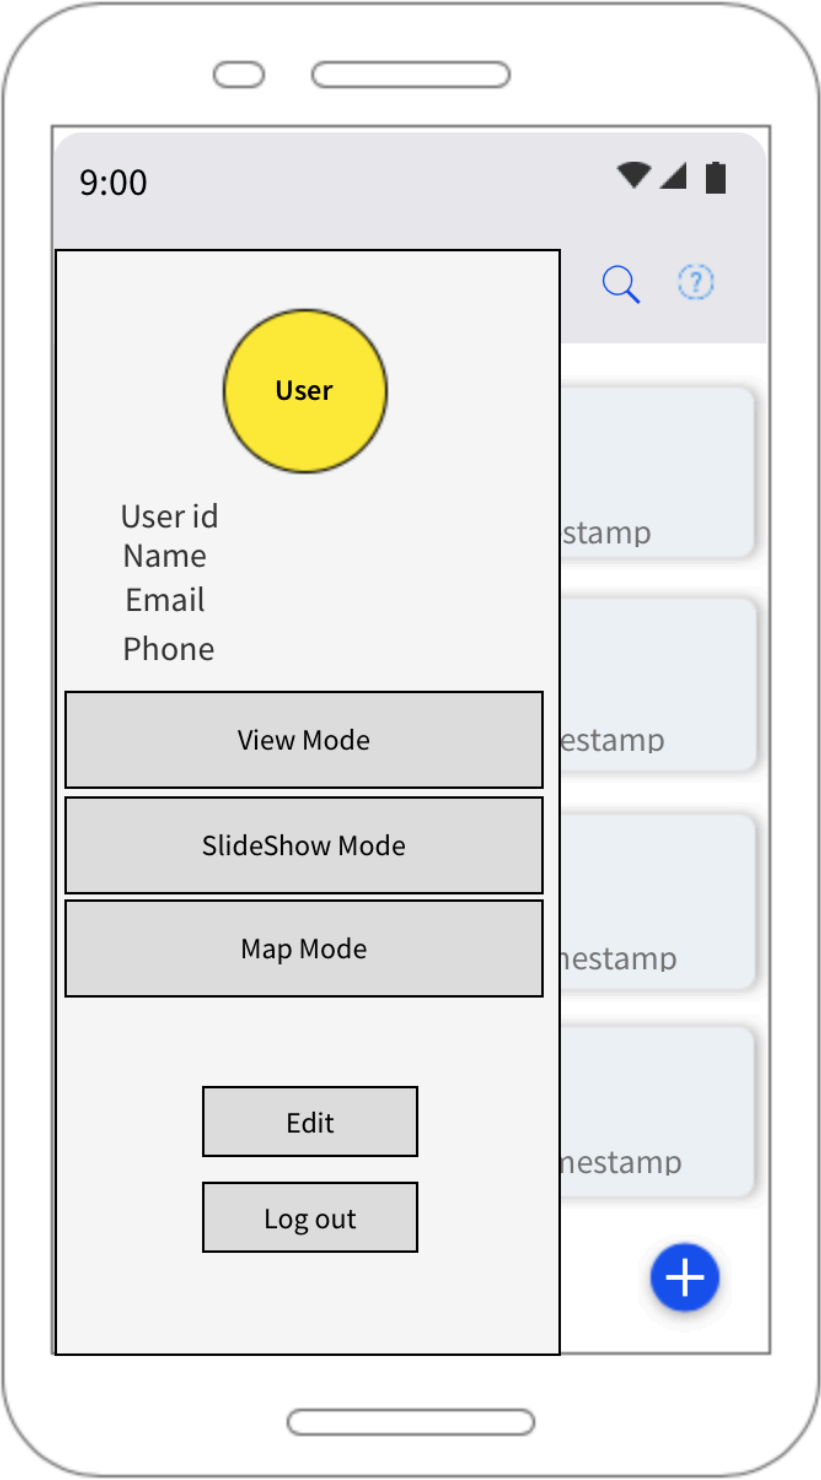 9:00
?
User
User id
Name
Email
Phone
View Mode
SlideShow Mode
Map Mode
Edit
Log out
stamp
estamp
nestamp
mestamp